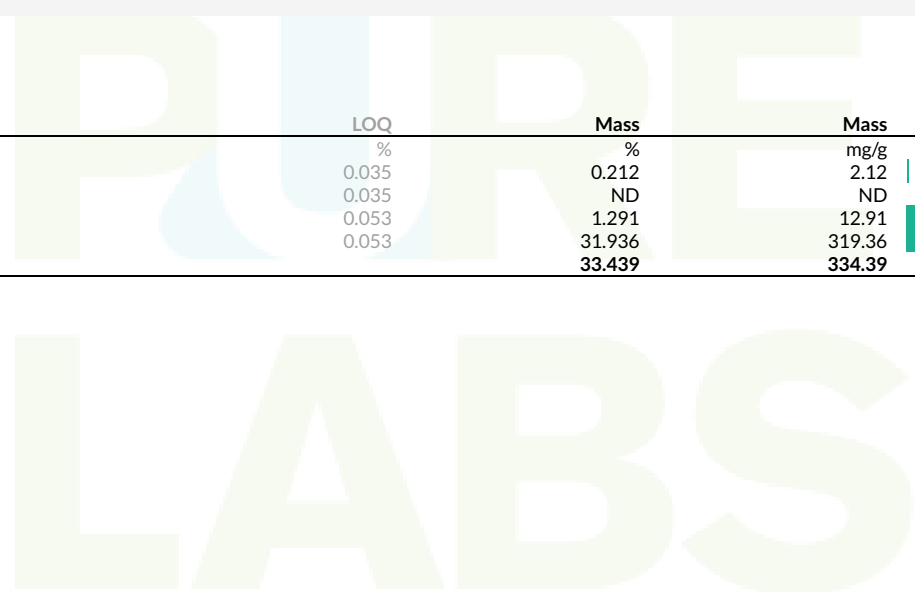 PURE
LOQ Mass Mass
% % mg/g
0.035 0.212 2.12
0.035 ND ND
0.053 1.291 12.91
0.053 31.936 319.36
33.439 334.39
LABS